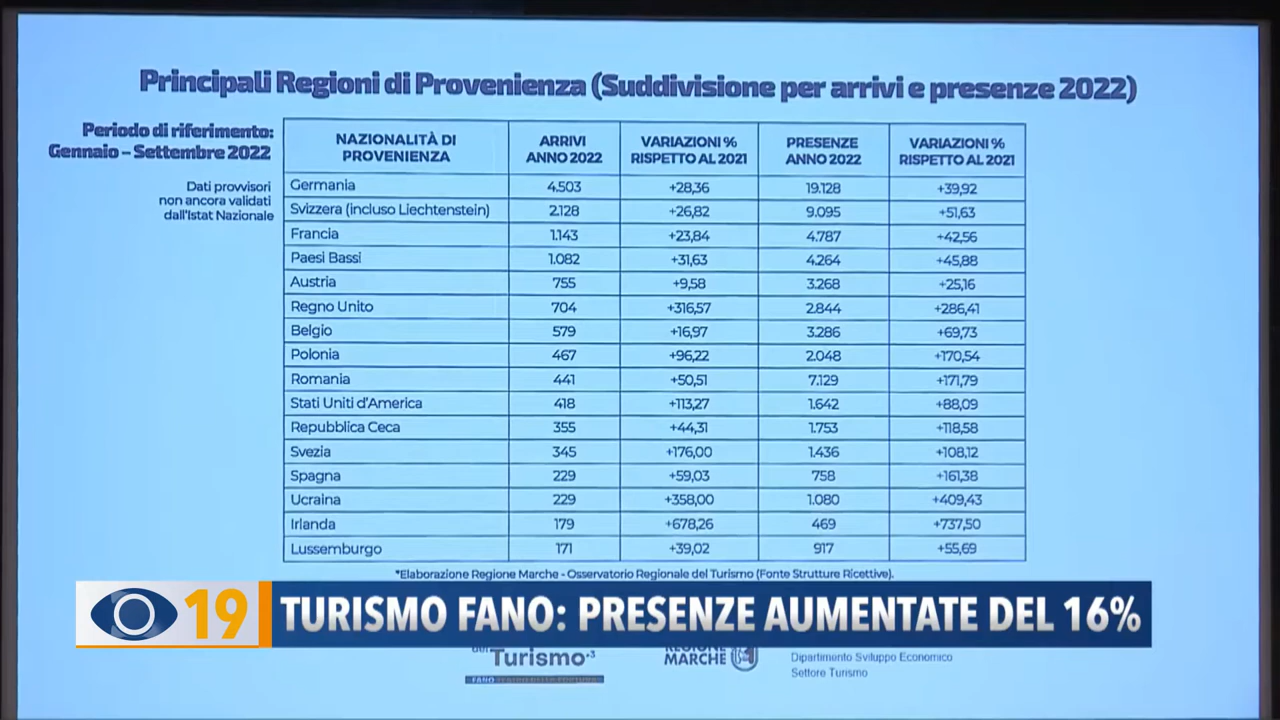 Principali Regioni di Provenienza (Suddivisione per arrivi e presenze 2022)
Periodo di riferimento:
Gennaio – Settembre 2022
Dati provvisori
non ancora validati
dall'Istat Nazionale
NAZIONALITÀ DI PROVENIENZA ARRIVI ANNO 2022 VARIAZIONI % RISPETTO AL 2021 PRESENZE ANNO 2022 VARIAZIONI % RISPETTO AL 2021
Germania 4.503 +28,36 19.128 +39,92
Svizzera (incluso Liechtenstein) 2.128 +26,82 9.095 +51,63
Francia 1.143 +23,84 4.787 +42,56
Paesi Bassi 1.082 +31,63 4.264 +45,88
Austria 755 +9,58 3.268 +25,16
Regno Unito 704 +316,57 2.844 +286,41
Belgio 579 +16,97 3.286 +69,73
Polonia 467 +96,22 2.048 +170,54
Romania 441 +50,51 7.129 +171,79
Stati Uniti d'America 418 +113,27 1.642 +88,09
Repubblica Ceca 355 +44,31 1.753 +118,58
Svezia 345 +176,00 1.436 +108,12
Spagna 229 +59,03 758 +161,38
Ucraina 229 +358,00 1.080 +409,43
Irlanda 179 +678,26 469 +737,50
Lussemburgo 171 +39,02 917 +55,69
*Elaborazione Regione Marche - Osservatorio Regionale del Turismo (Fonte Strutture Ricettive).
19 TURISMO FANO: PRESENZE AUMENTATE DEL 16%
Turismo+3
REGIONE
MARCHE
Dipartimento Sviluppo Economico
Settore Turismo
FANO